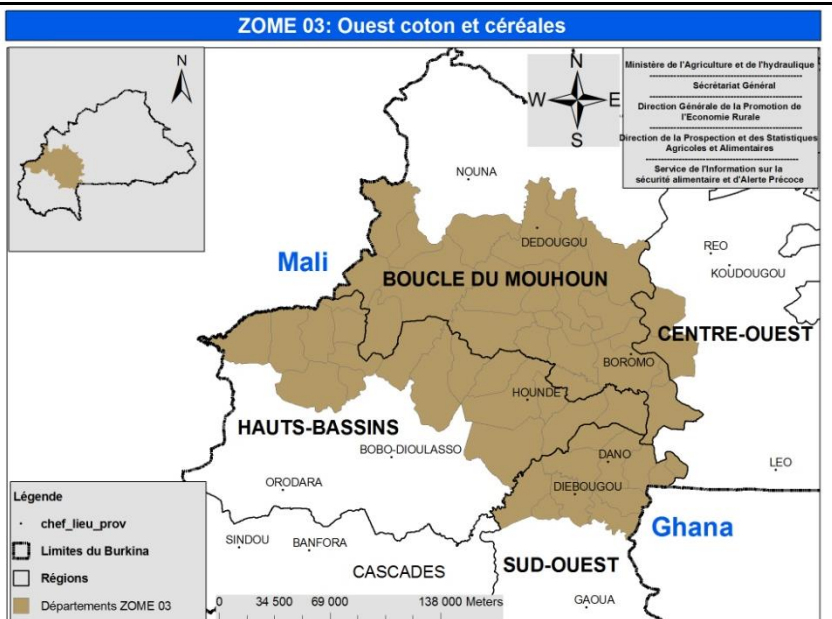 ZOME 03: Ouest coton et céréales
N
N
W
E
S
Ministère de l'Agriculture et de l'hydraulique
Sécrétariat Général
Direction Générale de la Promotion de
l'Economie Rurale
Direction de la Prospection et des Statistiques
Agricoles et Alimentaires
Service de l'Information sur la
sécurité alimentaire et d'Alerte Précoce
NOUNA
DEDOUGOU
REO
KOUDOUGOU
Mali
BOUCLE DU MOUHOUN
CENTRE-OUEST
BOROMO
HOUNDE
HAUTS-BASSINS
BOBO-DIOULASSO
DANO
LEO
ORODARA
DIEBOUGOU
Ghana
SINDOU
BANFORA
CASCADES
SUD-OUEST
GAOUA
Légende
chef_lieu_prov
Limites du Burkina
Régions
Départements ZOME 03
0 34 500 69 000 138 000 Meters